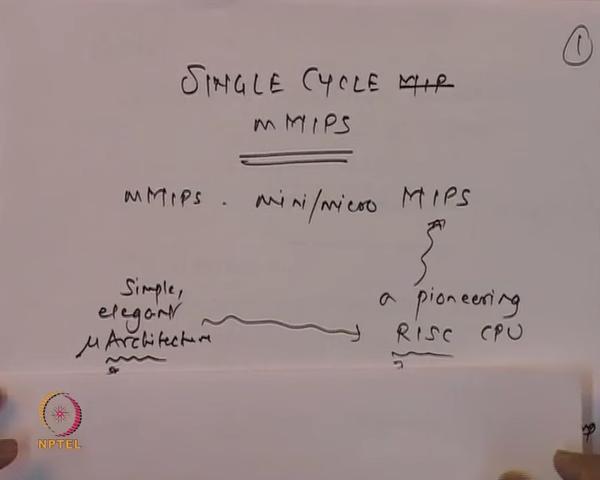 1
SINGLE CYCLE MIP
mMIPS
mMIPS. mini/micro MIPS
Simple,
elegant
μArchitecture
a pioneering
RISC CPU
NPTEL